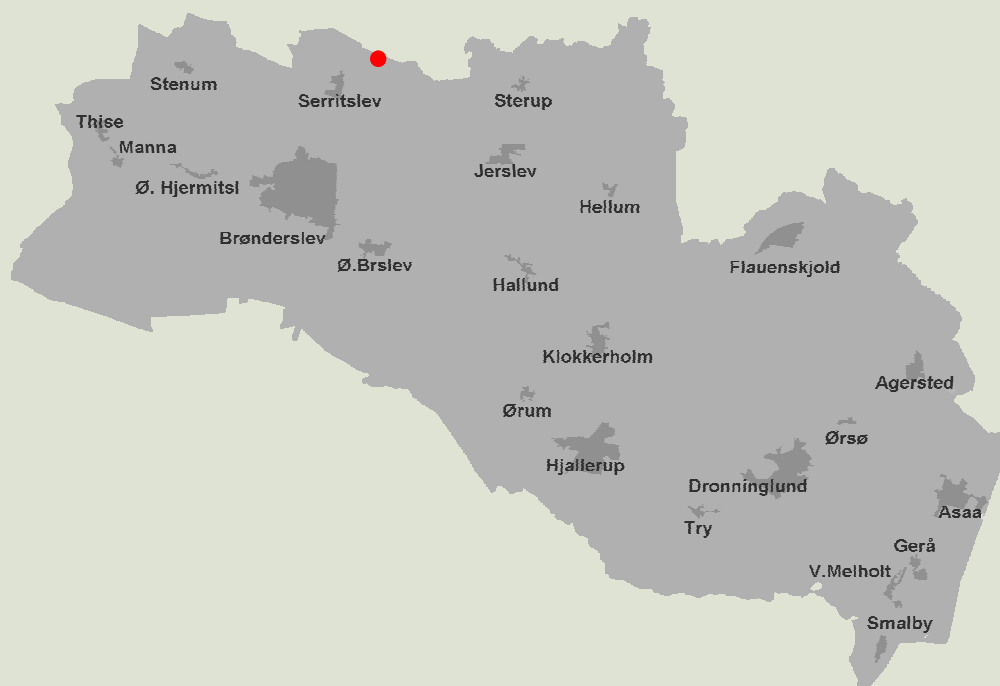 Stenum
Serritslev
Sterup
Thise
Manna
Jerslev
Ø. Hjermitsl
Hellum
Brønderslev
Ø.Brslev
Flauenskjold
Hallund
Klokkerholm
Agersted
Ørum
Ørsø
Hjallerup
Dronninglund
Asaa
Try
Gerå
V.Melholt
Smalby